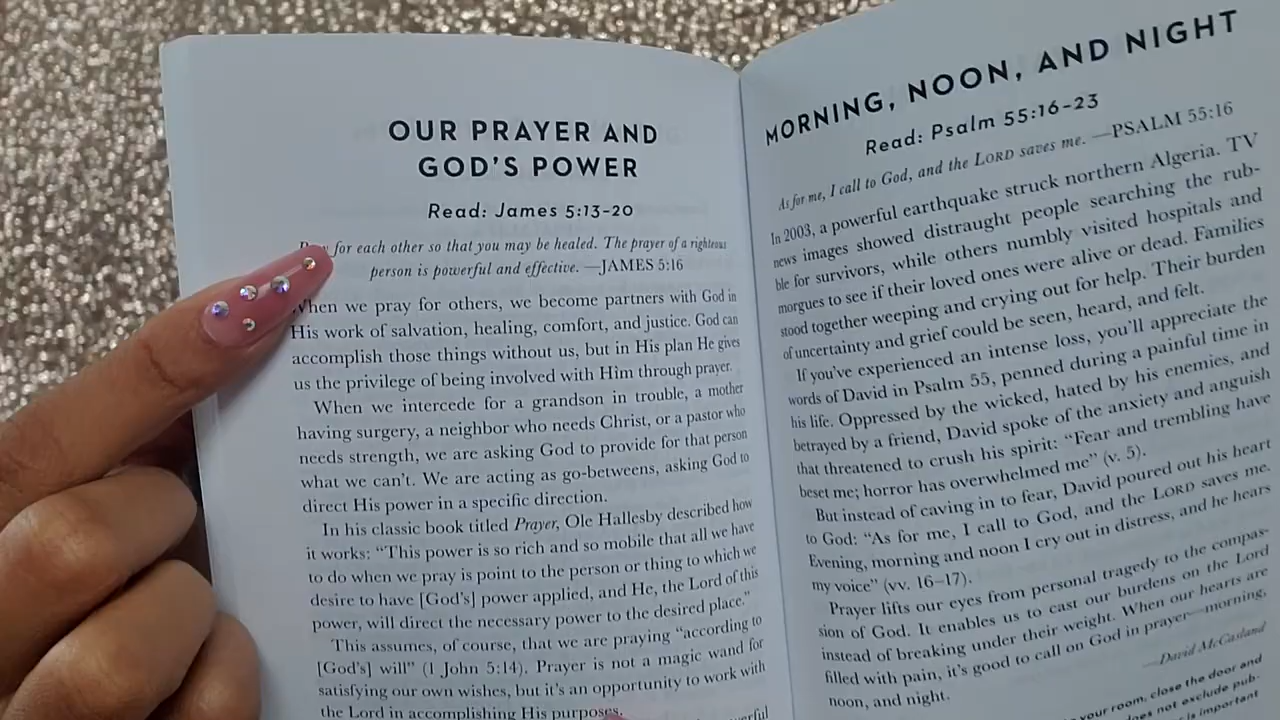 OUR PRAYER AND
GOD'S POWER
Read: James 5:13-20
Pray for each other so that you may be healed. The prayer of a righteous
person is powerful and effective. —JAMES 5:16
When we pray for others, we become partners with God in
His work of salvation, healing, comfort, and justice. God can
accomplish those things without us, but in His plan He gives
us the privilege of being involved with Him through prayer.
When we intercede for a grandson in trouble, a mother
having surgery, a neighbor who needs Christ, or a pastor who
needs strength, we are asking God to provide for that person
what we can't. We are acting as go-betweens, asking God to
direct His power in a specific direction.
In his classic book titled Prayer, Ole Hallesby described how
it works: “This power is so rich and so mobile that all we have
to do when we pray is point to the person or thing to which we
desire to have [God's] power applied, and He, the Lord of this
power, will direct the necessary power to the desired place.”
This assumes, of course, that we are praying “according to
[God's] will” (1 John 5:14). Prayer is not a magic wand for
satisfying our own wishes, but it's an opportunity to work with
the Lord in accomplishing His purposes.
MORNING, NOON, AND NIGHT
Read: Psalm 55:16-23
As for me, I call to God, and the LORD saves me. —PSALM 55:16
In 2003, a powerful earthquake struck northern Algeria. TV
news images showed distraught people searching the rub-
ble for survivors, while others numbly visited hospitals and
morgues to see if their loved ones were alive or dead. Families
stood together weeping and crying out for help. Their burden
of uncertainty and grief could be seen, heard, and felt.
If you've experienced an intense loss, you'll appreciate the
words of David in Psalm 55, penned during a painful time in
his life. Oppressed by the wicked, hated by his enemies, and
betrayed by a friend, David spoke of the anxiety and anguish
that threatened to crush his spirit: “Fear and trembling have
beset me; horror has overwhelmed me” (v. 5).
But instead of caving in to fear, David poured out his heart
to God: “As for me, I call to God, and the LORD saves me.
Evening, morning and noon I cry out in distress, and he hears
my voice” (vv. 16–17).
Prayer lifts our eyes from personal tragedy to the compas-
sion of God. It enables us to cast our burdens on the Lord
instead of breaking under their weight. When our hearts are
filled with pain, it's good to call on God in prayer—morning,
noon, and night.
—David McCasland
your room, close the door and
not exclude pub-
is important